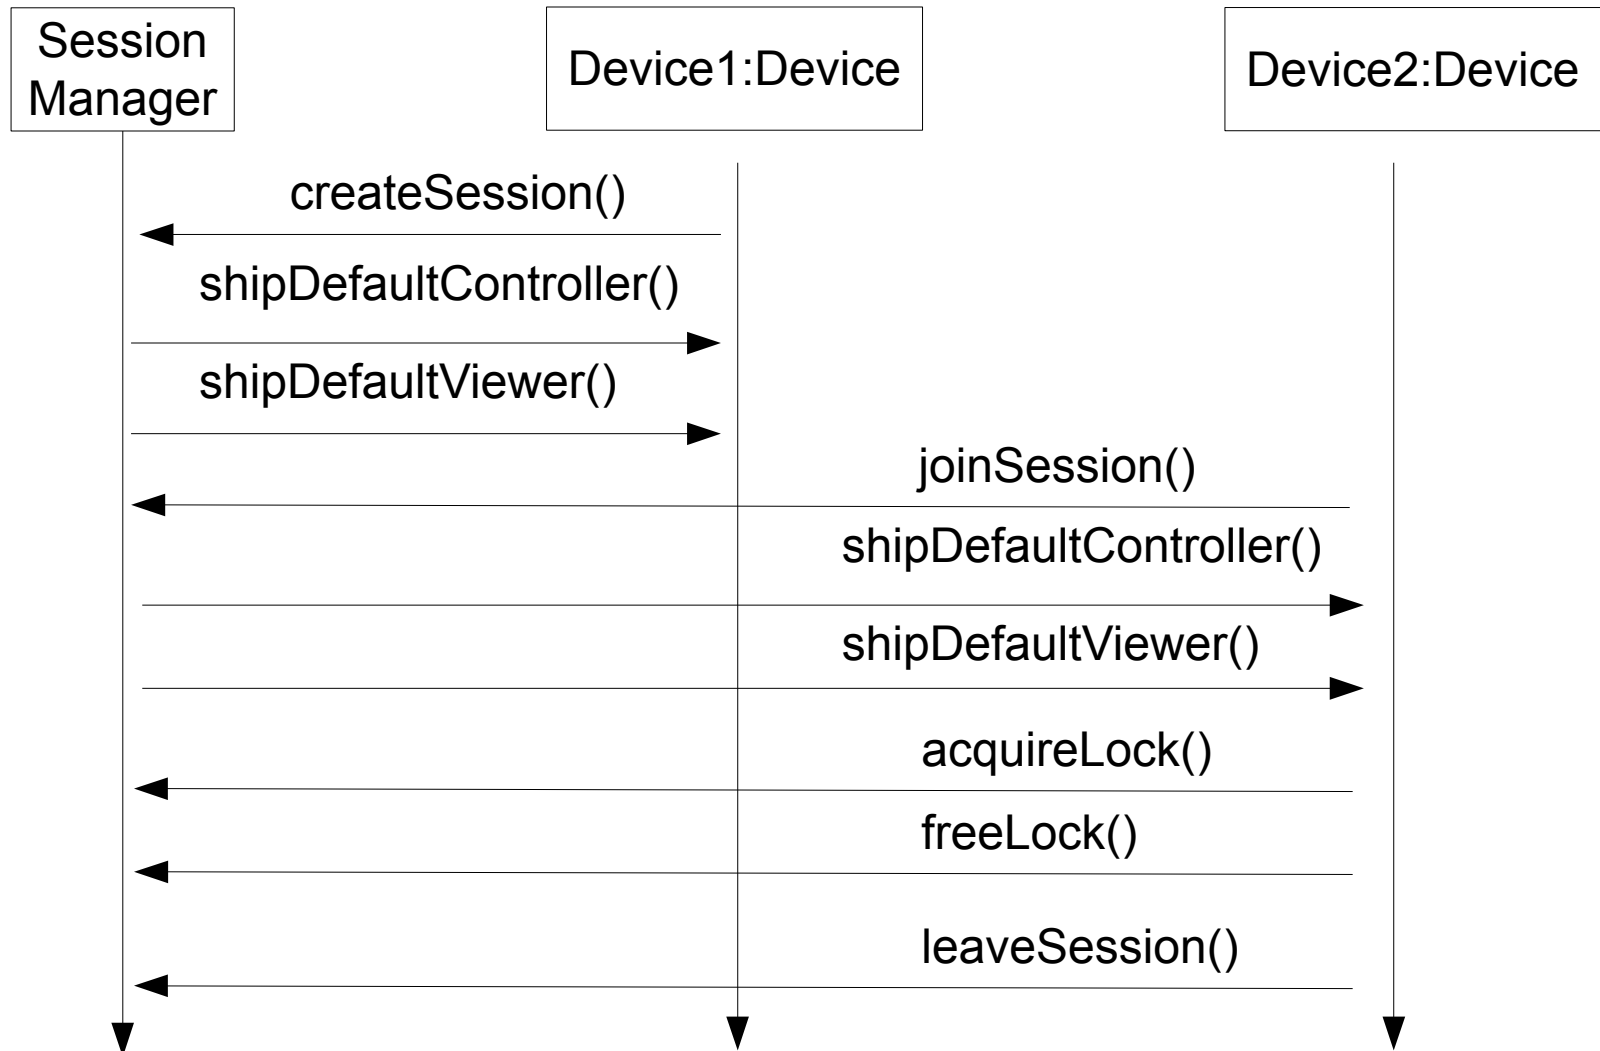 Session
Manager
Device1:Device
Device2:Device
createSession()
shipDefaultController()
shipDefaultViewer()
joinSession()
shipDefaultController()
shipDefaultViewer()
acquireLock()
freeLock()
leaveSession()